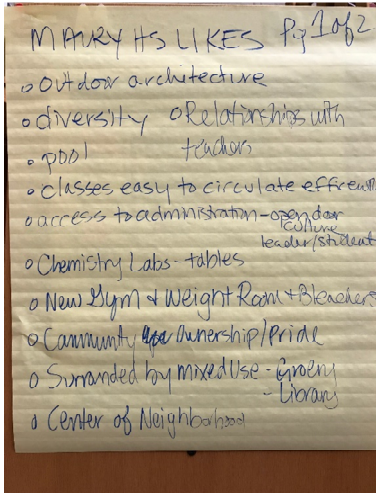 MAURY HS LIKES Pg 1 of 2
o Outdoor architecture
o diversity o Relationships with
teachers
o pool
o classes easy to circulate efficently
o access to administration - open door
culture
leader/student
o Chemistry Labs - tables
o New Gym + Weight Room + Bleachers
o Community Ownership/Pride
o Surrounded by mixed Use - Grocery
- Library
o Center of Neighborhood